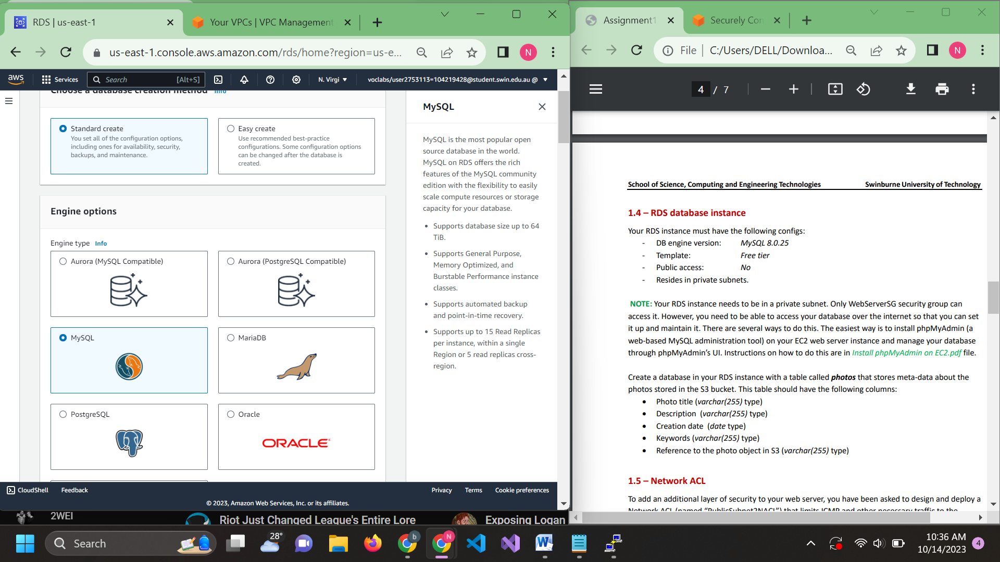 RDS | us-east-1
Your VPCs | VPC Management
us-east-1.console.aws.amazon.com/rds/home?region=us-e...
N
aws
Services
Search
[Alt+S]
N. Virgi
voclabs/user2753113=104219428@student.swin.edu.au @
Choose a database creation method Info
Standard create
You set all of the configuration options,
including ones for availability, security,
backups, and maintenance.
Easy create
Use recommended best-practice
configurations. Some configuration options
can be changed after the database is
created.
Engine options
Engine type Info
Aurora (MySQL Compatible)
Aurora (PostgreSQL Compatible)
MySQL
MariaDB
PostgreSQL
Oracle
ORACLE
MySQL
MySQL is the most popular open
source database in the world.
MySQL on RDS offers the rich
features of the MySQL community
edition with the flexibility to easily
scale compute resources or storage
capacity for your database.
• Supports database size up to 64
TiB.
• Supports General Purpose,
Memory Optimized, and
Burstable Performance instance
classes.
• Supports automated backup
and point-in-time recovery.
• Supports up to 15 Read Replicas
per instance, within a single
Region or 5 read replicas cross-
region.
CloudShell
Feedback
Privacy
Terms
Cookie preferences
© 2023, Amazon Web Services, Inc. or its affiliates.
Assignment1
Securely Con
File
C:/Users/DELL/Downloa...
N
4 / 7
School of Science, Computing and Engineering Technologies
Swinburne University of Technology
1.4 – RDS database instance
Your RDS instance must have the following configs:
- DB engine version: MySQL 8.0.25
- Template: Free tier
- Public access: No
- Resides in private subnets.
NOTE: Your RDS instance needs to be in a private subnet. Only WebServerSG security group can
access it. However, you need to be able to access your database over the internet so that you can set
it up and maintain it. There are several ways to do this. The easiest way is to install phpMyAdmin (a
web-based MySQL administration tool) on your EC2 web server instance and manage your database
through phpMyAdmin's UI. Instructions on how to do this are in Install phpMyAdmin on EC2.pdf file.
Create a database in your RDS instance with a table called photos that stores meta-data about the
photos stored in the S3 bucket. This table should have the following columns:
• Photo title (varchar(255) type)
• Description (varchar(255) type)
• Creation date (date type)
• Keywords (varchar(255) type)
• Reference to the photo object in S3 (varchar(255) type)
1.5 – Network ACL
To add an additional layer of security to your web server, you have been asked to design and deploy a
Network ACL (named "PublicSubnet2NACL") that limits ICMP and other necessary traffic to the
2WEI
Riot Just Changed League's Entire Lore
Exposing Logan
Search
28°
b
N
10:36 AM
10/14/2023
4